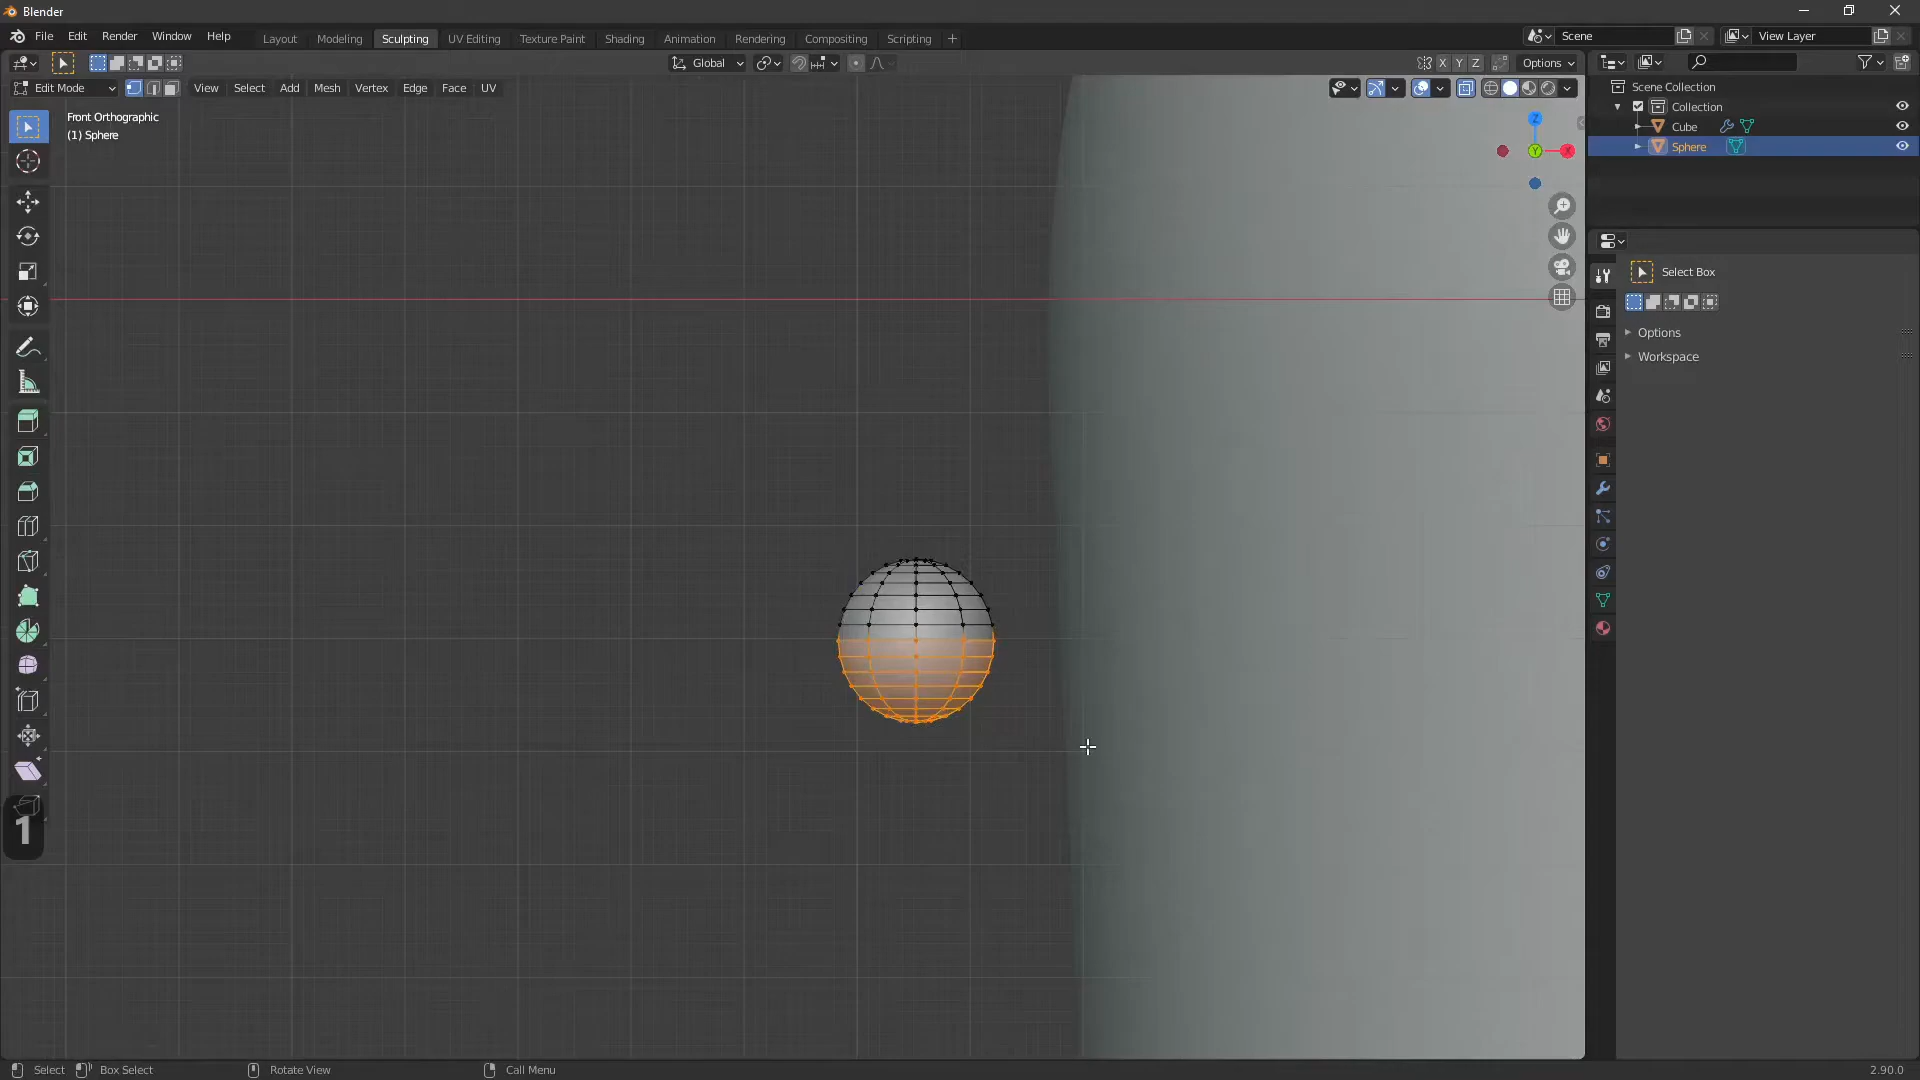 Blender
File Edit Render Window Help
Layout Modeling Sculpting UV Editing Texture Paint Shading Animation Rendering Compositing Scripting +
Scene
View Layer
Global
X Y Z Options
Edit Mode View Select Add Mesh Vertex Edge Face UV
Front Orthographic
(1) Sphere
Z
Y
X
Scene Collection
Collection
Cube
Sphere
Select Box
Options
Workspace
1
Select Box Select Rotate View Call Menu
2.90.0